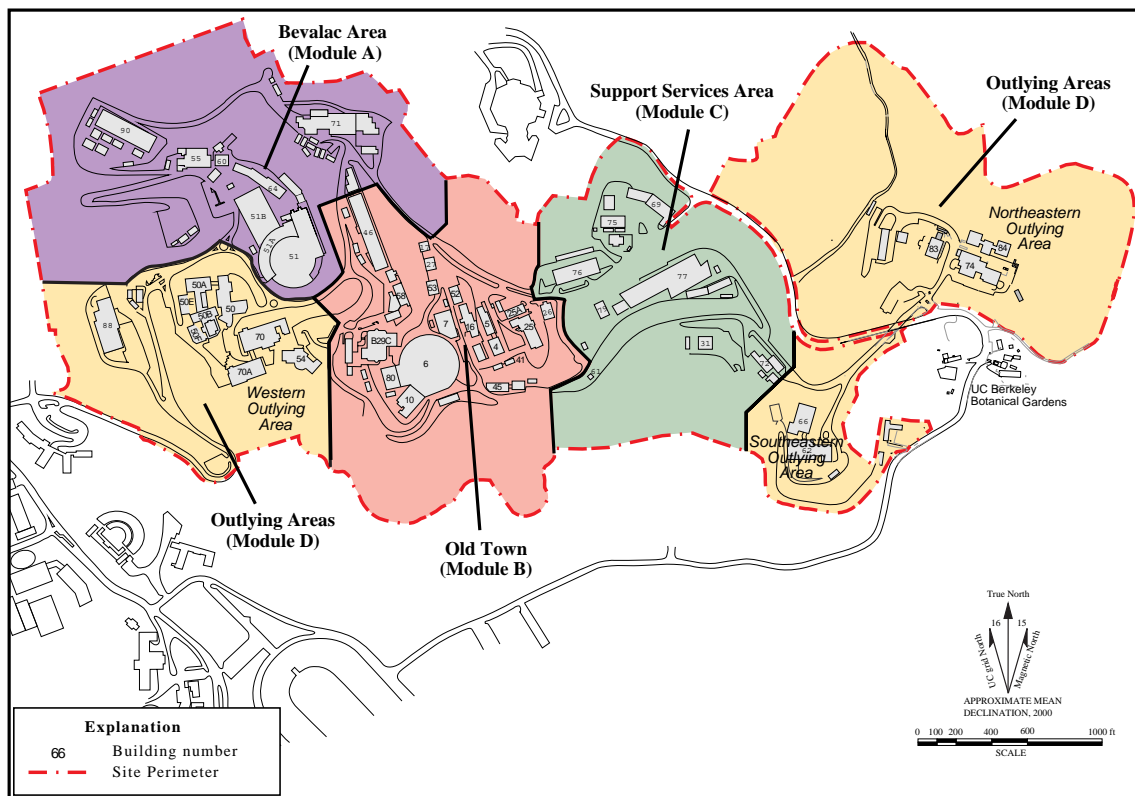 Bevalac Area
(Module A)
Support Services Area
(Module C)
Outlying Areas
(Module D)
90
71
55
60
64
51B
51A
51
46
69
75
76
77
Northeastern
Outlying
Area
83
84
74
50A
50E
50
50B
88
70
54
70A
58
53
52
7
16
5
25A
25
26
4
41
B29C
6
80
10
45
31
61
72
66
62
UC Berkeley
Botanical Gardens
Western
Outlying
Area
Southeastern
Outlying
Area
Outlying Areas
(Module D)
Old Town
(Module B)
True North
16
15
UC grid North
Magnetic North
APPROXIMATE MEAN
DECLINATION, 2000
0 100 200 400 600 1000 ft
SCALE
Explanation
66 Building number
Site Perimeter